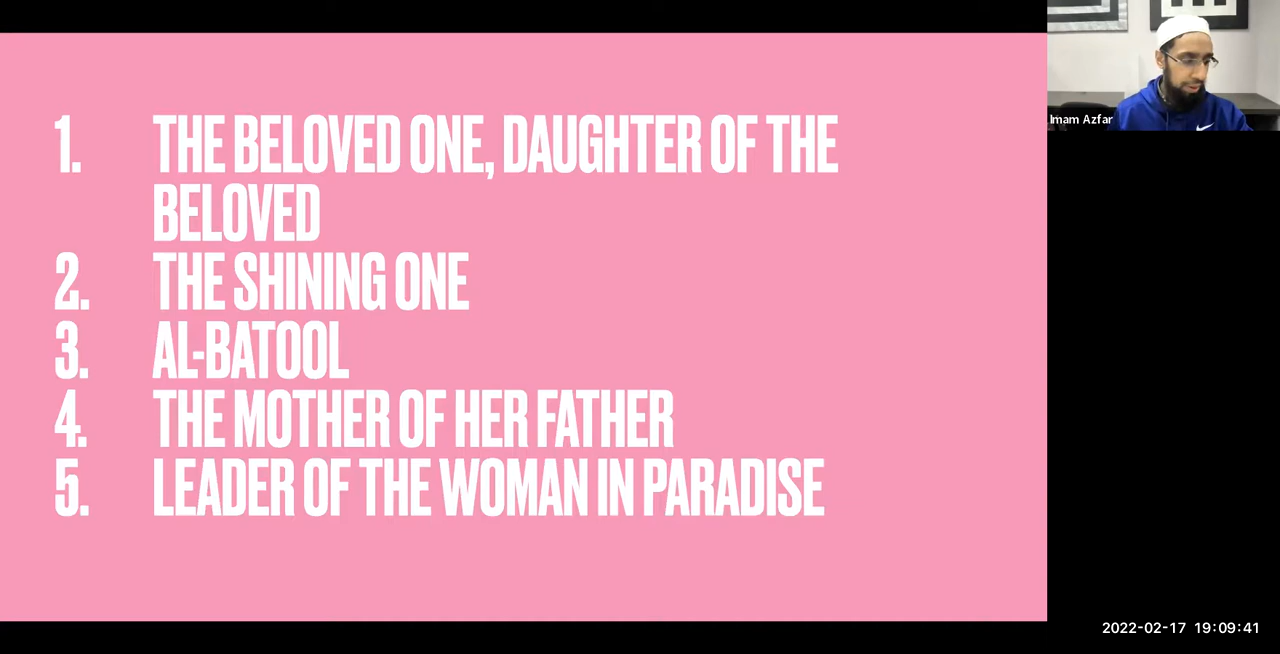 1. THE BELOVED ONE, DAUGHTER OF THE
BELOVED
2. THE SHINING ONE
3. AL-BATOOL
4. THE MOTHER OF HER FATHER
5. LEADER OF THE WOMAN IN PARADISE
Imam Azfar
2022-02-17 19:09:41